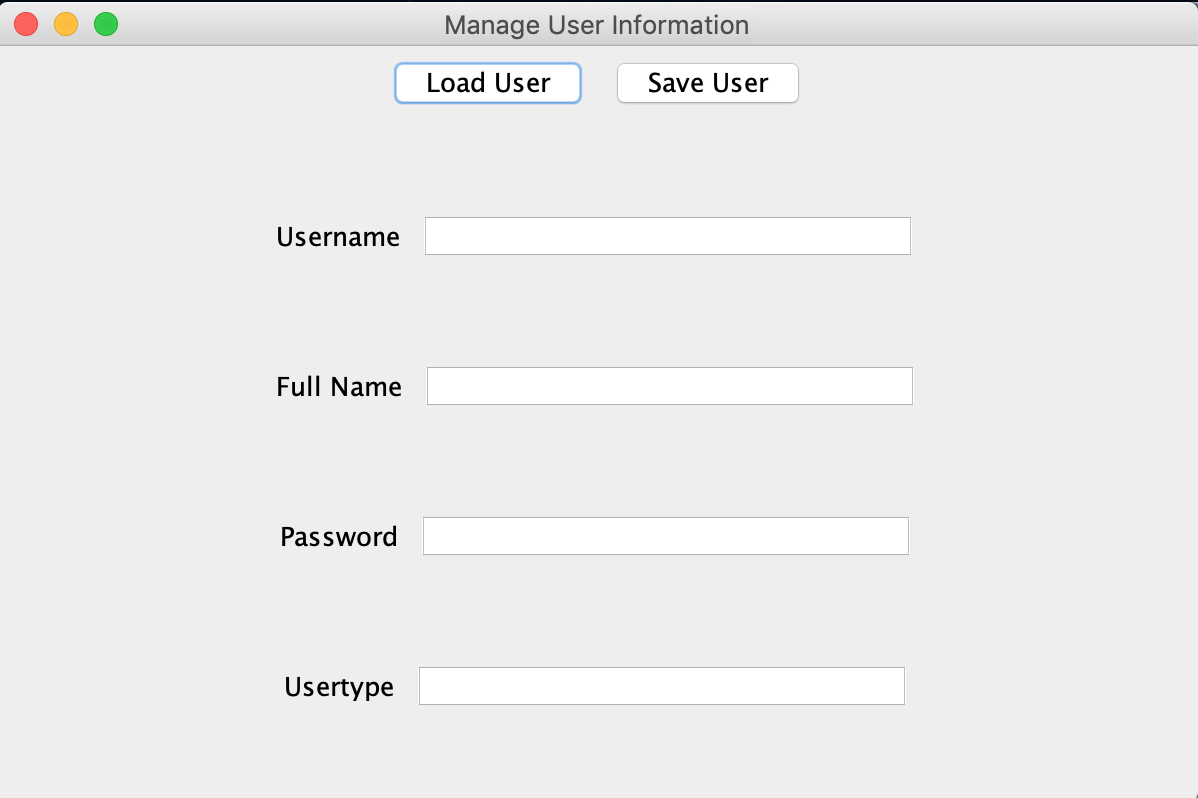 Manage User Information
Load User Save User
Username
Full Name
Password
Usertype